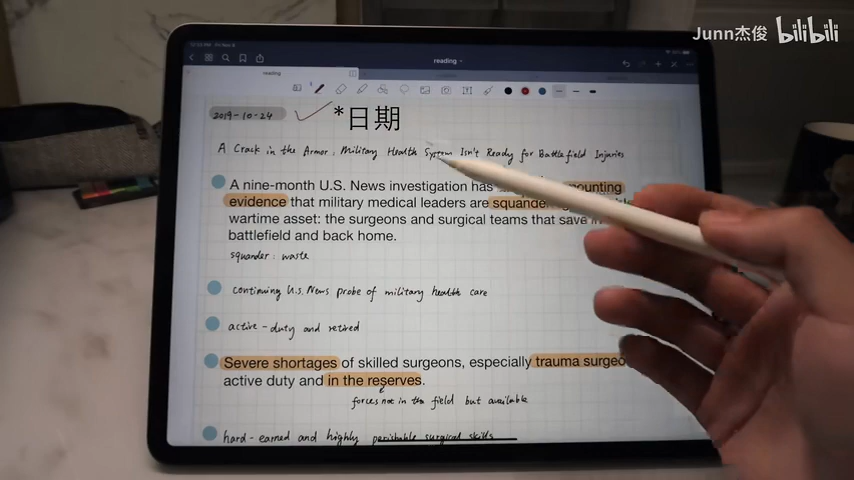 Junn杰俊 bilibili
reading
reading
2019-10-24
*日期
A Crack in the Armor: Military Health System Isn't Ready for Battlefield Injuries
A nine-month U.S. News investigation has mounting
evidence that military medical leaders are squander
wartime asset: the surgeons and surgical teams that save
battlefield and back home.
squander: waste
continuing U.S. News probe of military health care
active-duty and retired
Severe shortages of skilled surgeons, especially trauma
active duty and in the reserves.
forces not in the field but available
hard-earned and highly perishable surgical skills